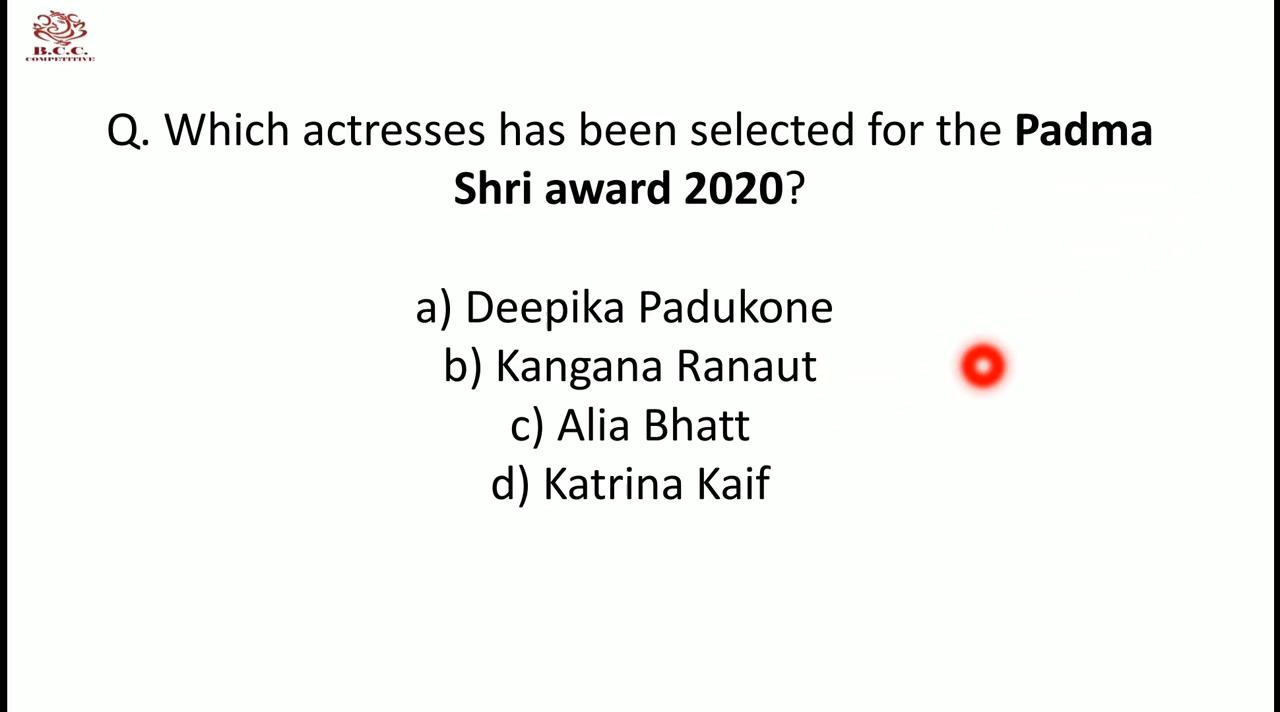 B.C.C.
COMPETITIVE
Q. Which actresses has been selected for the Padma
Shri award 2020?
a) Deepika Padukone
b) Kangana Ranaut
c) Alia Bhatt
d) Katrina Kaif